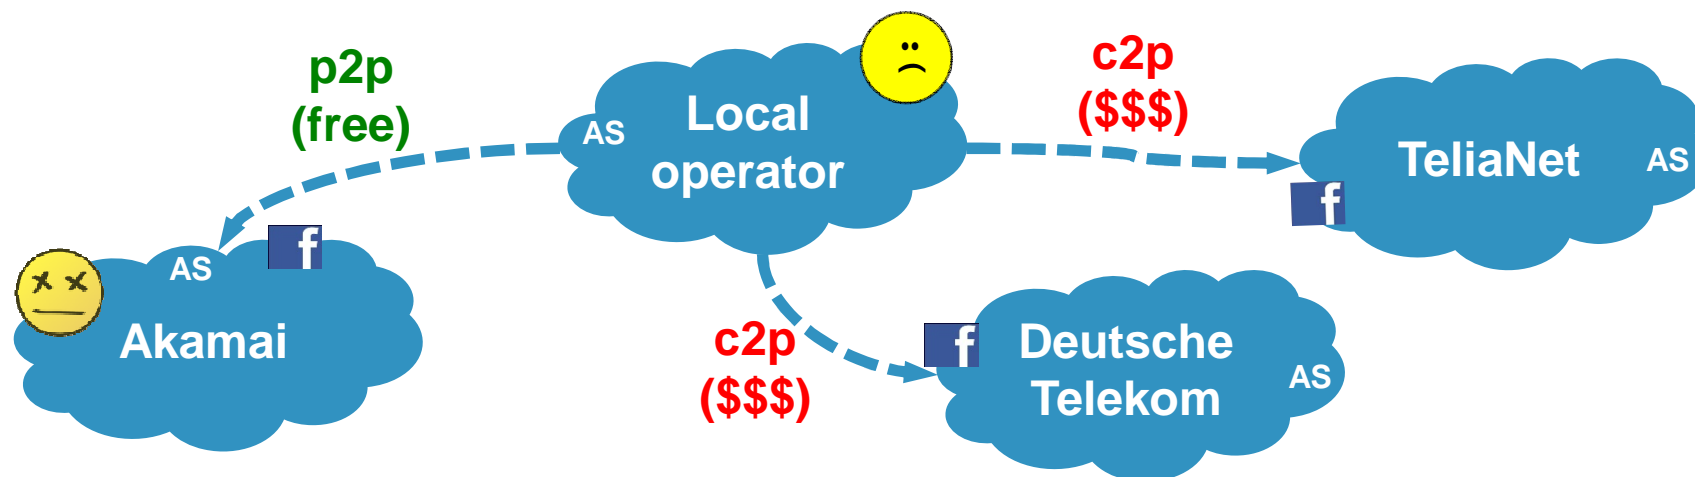 p2p
(free)
AS
Local
operator
c2p
($$$)
TeliaNet
AS
f
AS
f
Akamai
c2p
($$$)
f
Deutsche
Telekom
AS